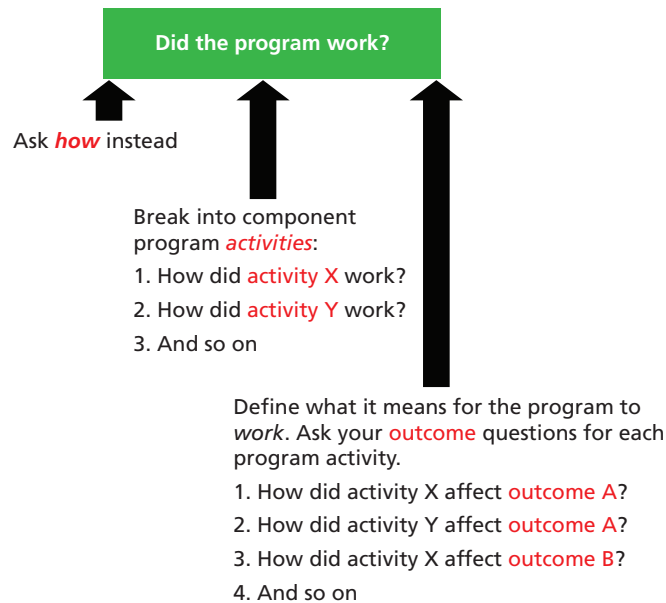 Did the program work?
Ask how instead
Break into component
program activities:
1. How did activity X work?
2. How did activity Y work?
3. And so on
Define what it means for the program to
work. Ask your outcome questions for each
program activity.
1. How did activity X affect outcome A?
2. How did activity Y affect outcome A?
3. How did activity X affect outcome B?
4. And so on